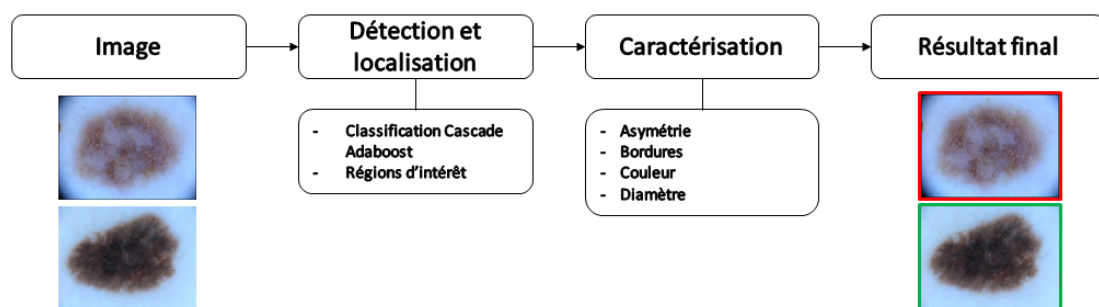 Image
Détection et
localisation
Caractérisation
Résultat final
- Classification Cascade
Adaboost
- Régions d'intérêt
- Asymétrie
- Bordures
- Couleur
- Diamètre